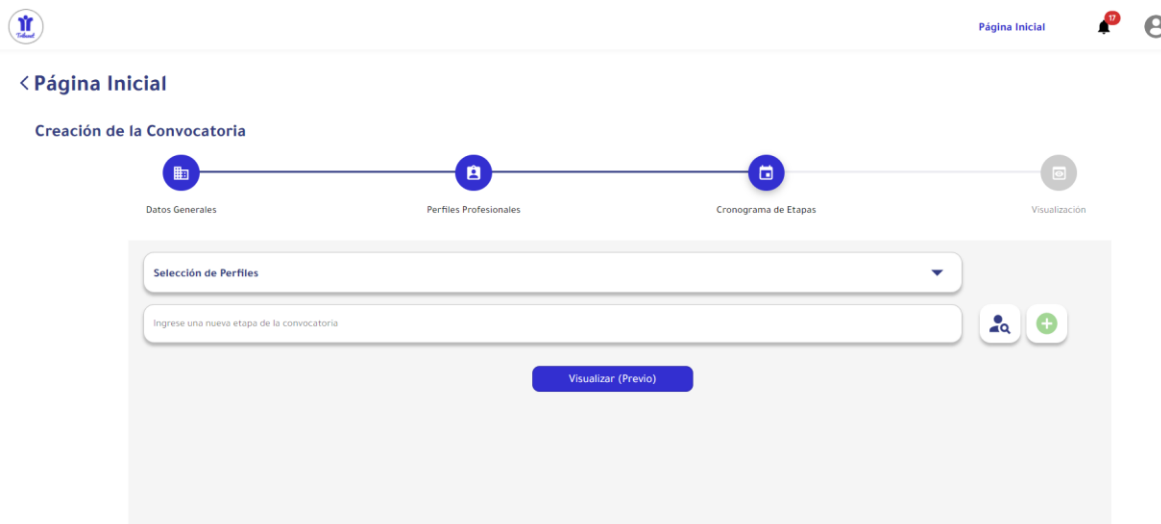 Página Inicial
17
Página Inicial
Creación de la Convocatoria
Datos Generales
Perfiles Profesionales
Cronograma de Etapas
Visualización
Selección de Perfiles
Ingrese una nueva etapa de la convocatoria
Visualizar (Previo)